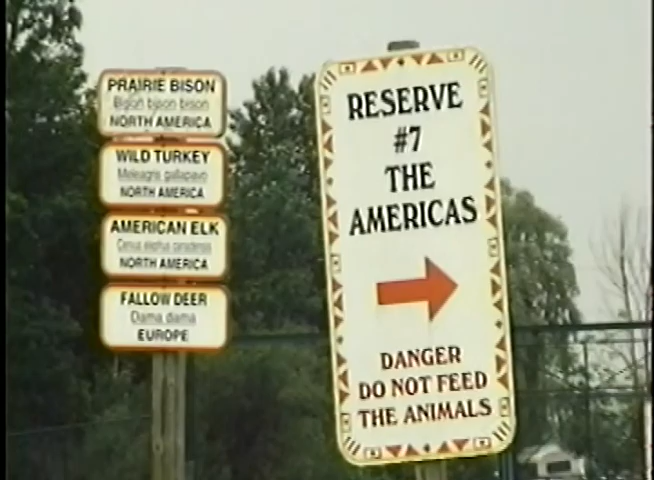 PRAIRIE BISON
Bison bison bison
NORTH AMERICA
WILD TURKEY
Meleagris gallapavo
NORTH AMERICA
AMERICAN ELK
Cervus elaphus canadensis
NORTH AMERICA
FALLOW DEER
Dama dama
EUROPE
RESERVE
#7
THE
AMERICAS
DANGER
DO NOT FEED
THE ANIMALS